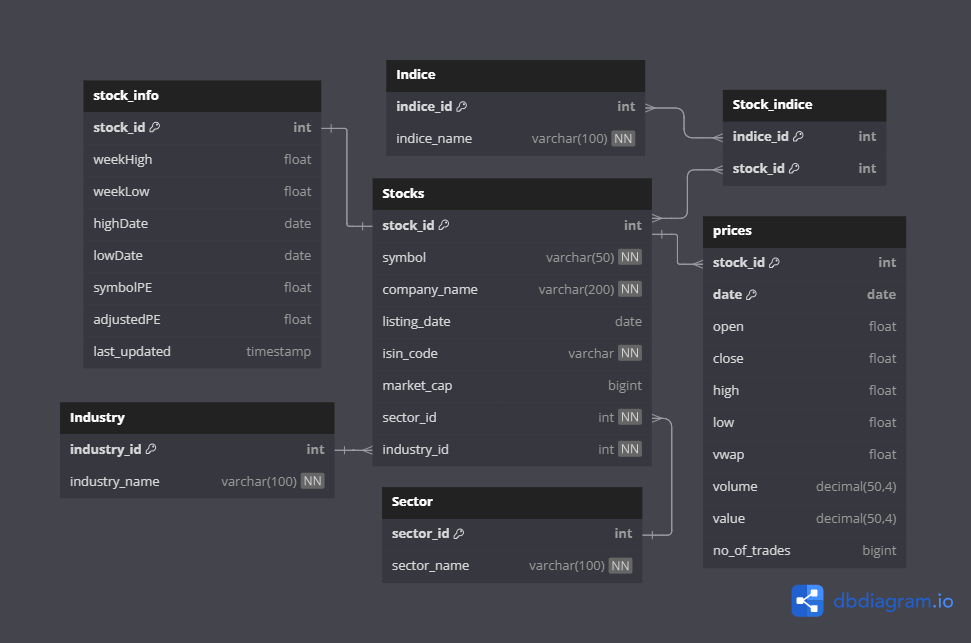 stock_info
stock_id int
weekHigh float
weekLow float
highDate date
lowDate date
symbolPE float
adjustedPE float
last_updated timestamp
Indice
indice_id int
indice_name varchar(100) NN
Stock_indice
indice_id int
stock_id int
Stocks
stock_id int
symbol varchar(50) NN
company_name varchar(200) NN
listing_date date
isin_code varchar NN
market_cap bigint
sector_id int NN
industry_id int NN
prices
stock_id int
date date
open float
close float
high float
low float
vwap float
volume decimal(50,4)
value decimal(50,4)
no_of_trades bigint
Industry
industry_id int
industry_name varchar(100) NN
Sector
sector_id int
sector_name varchar(100) NN
dbdiagram.io